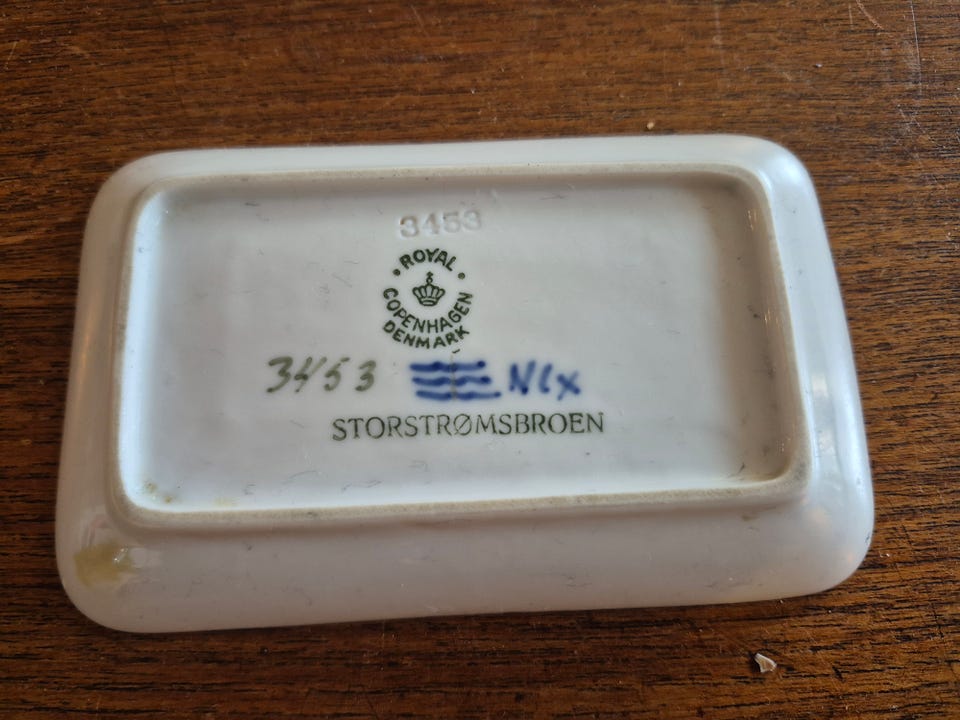 3453
ROYAL
COPENHAGEN
DENMARK
3453 NLx
STORSTRØMSBROEN